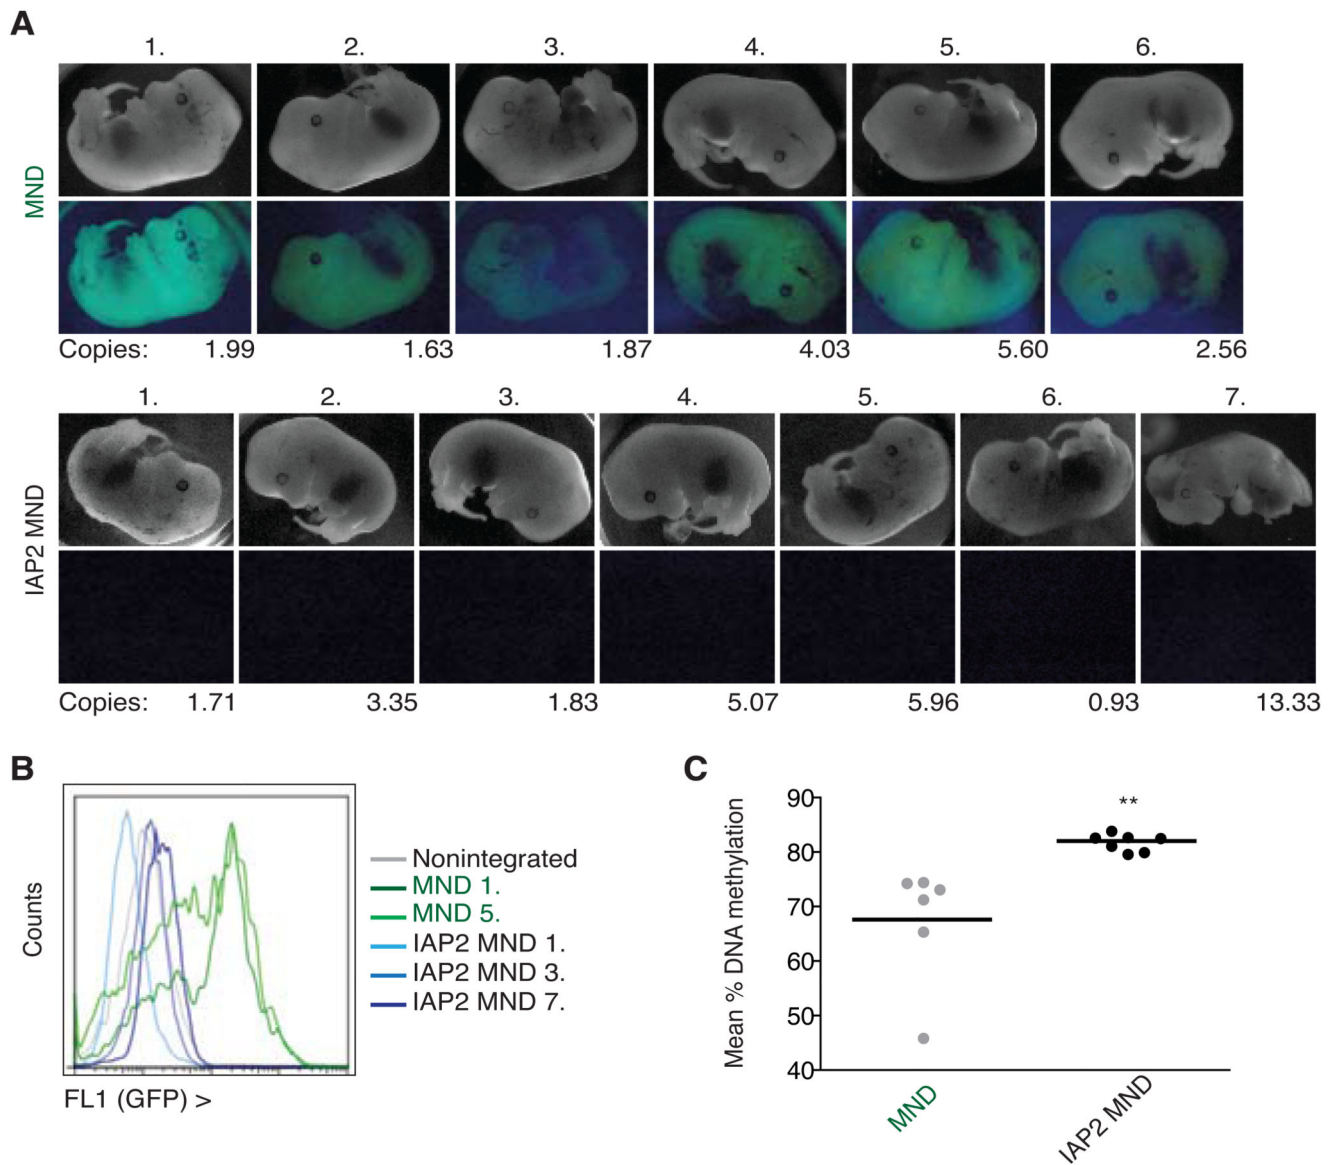 A
1. 2. 3. 4. 5. 6.
MND
Copies: 1.99 1.63 1.87 4.03 5.60 2.56
1. 2. 3. 4. 5. 6. 7.
IAP2 MND
Copies: 1.71 3.35 1.83 5.07 5.96 0.93 13.33
B
Counts
FL1 (GFP) >
Nonintegrated
MND 1.
MND 5.
IAP2 MND 1.
IAP2 MND 3.
IAP2 MND 7.
C
Mean % DNA methylation
90
80
70
60
50
40
**
MND
IAP2 MND